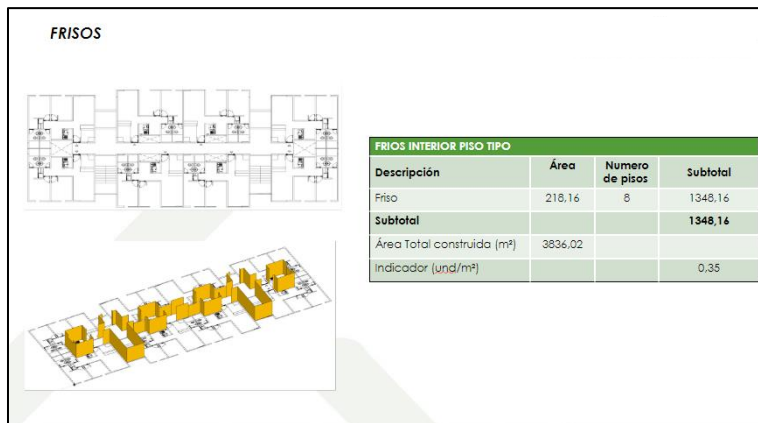 FRISOS
FRIOS INTERIOR PISO TIPO
Descripción Área Numero de pisos Subtotal
Friso 218,16 8 1348,16
Subtotal 1348,16
Área Total construida (m²) 3836,02
Indicador (und/m²) 0,35